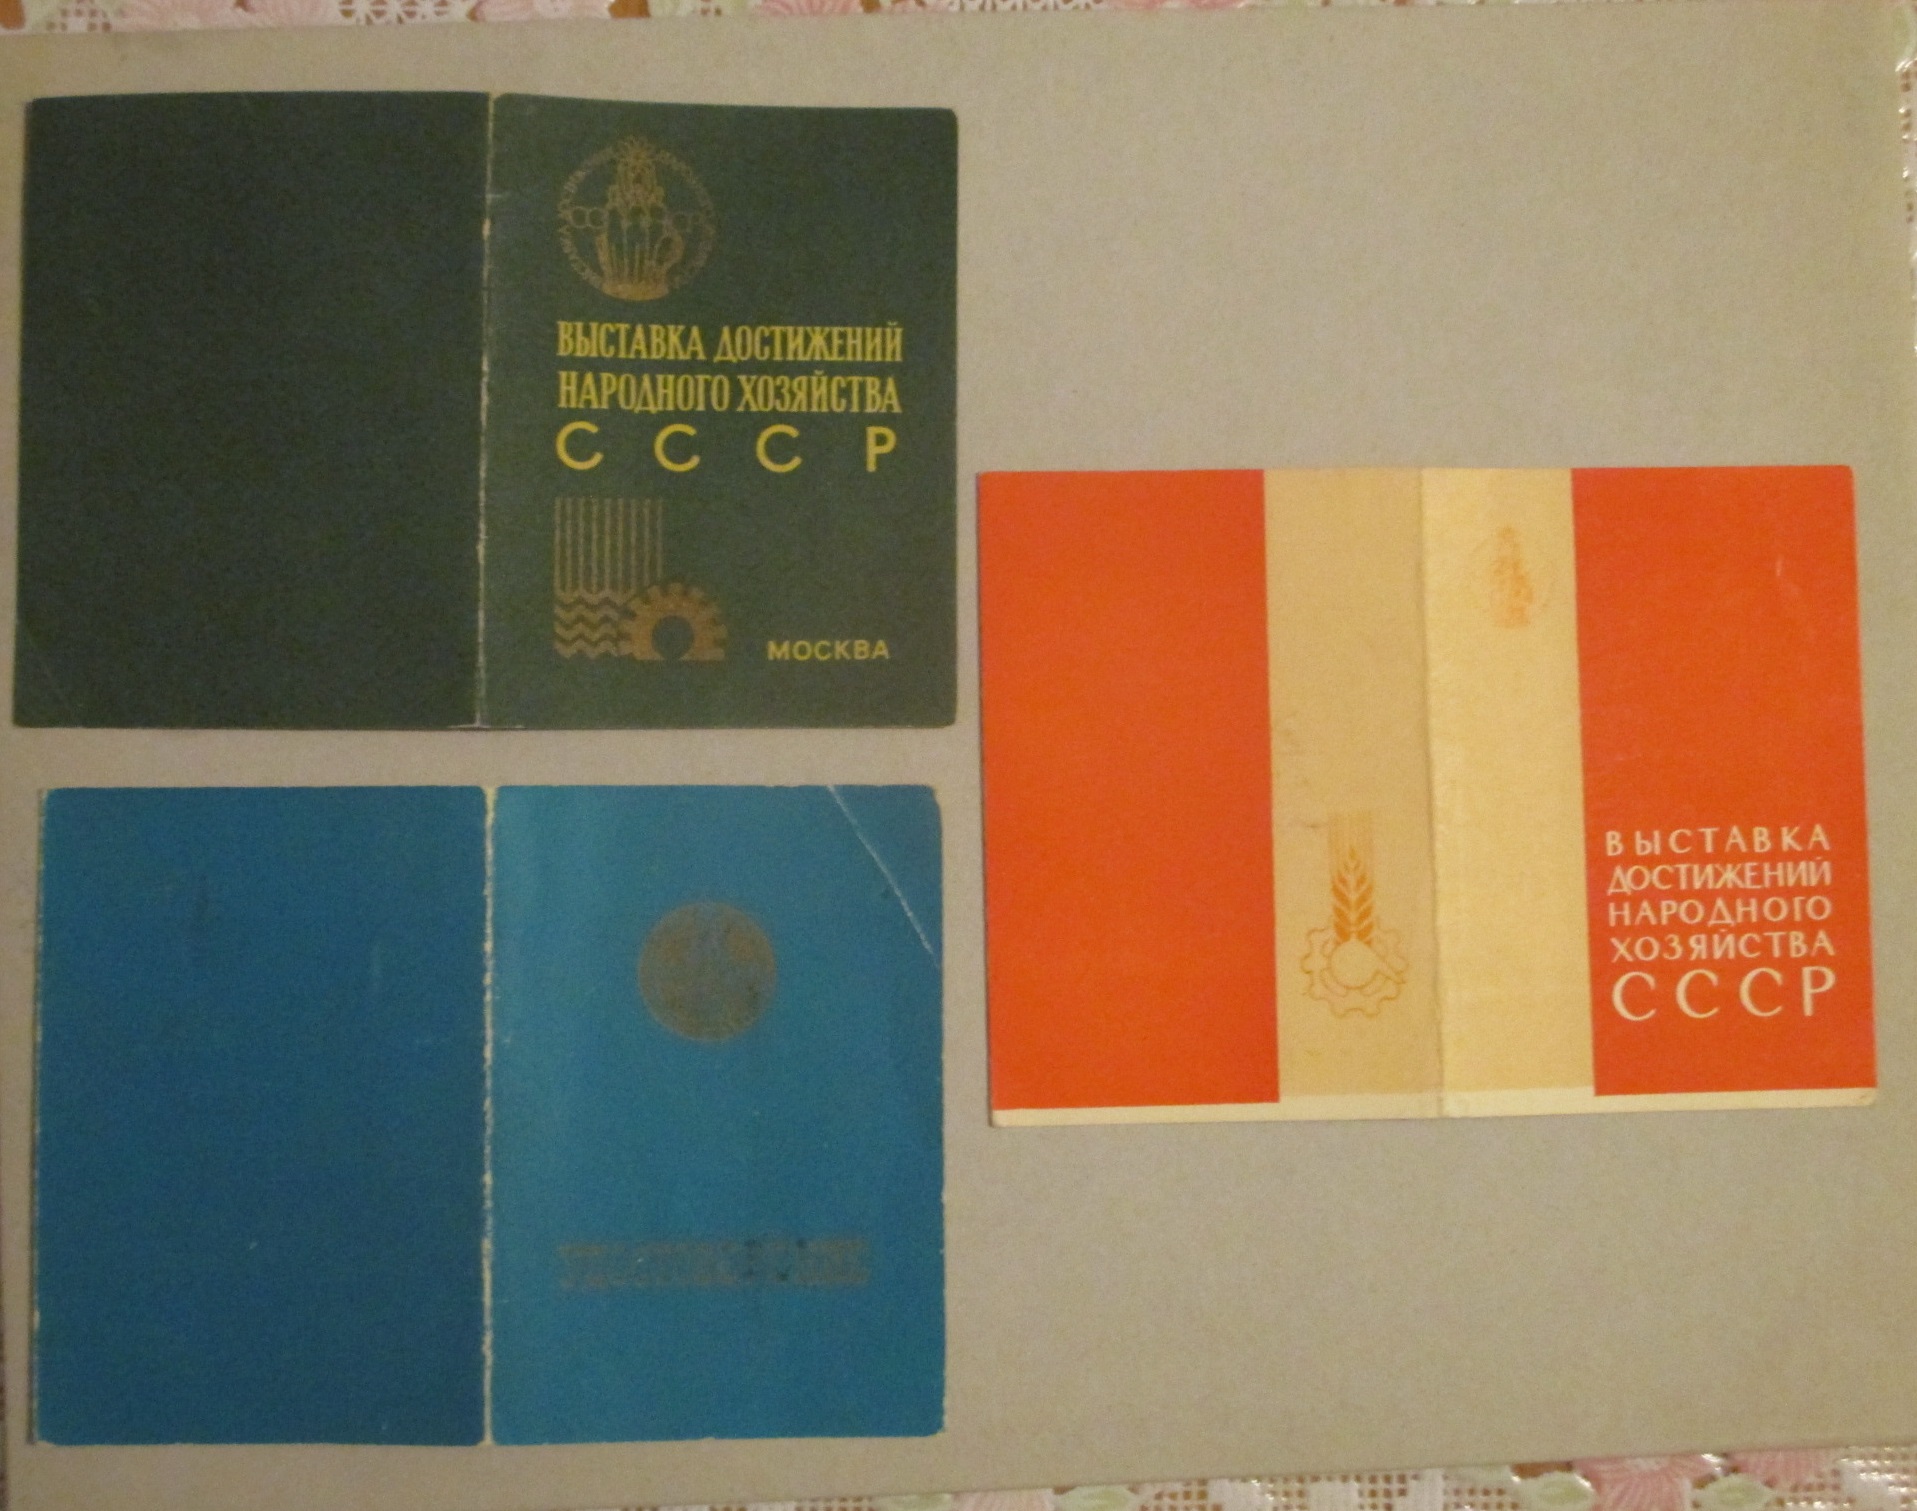 ВЫСТАВКА ДОСТИЖЕНИЙ
НАРОДНОГО ХОЗЯЙСТВА
СССР
МОСКВА
ВЫСТАВКА
ДОСТИЖЕНИЙ
НАРОДНОГО
ХОЗЯЙСТВА
СССР